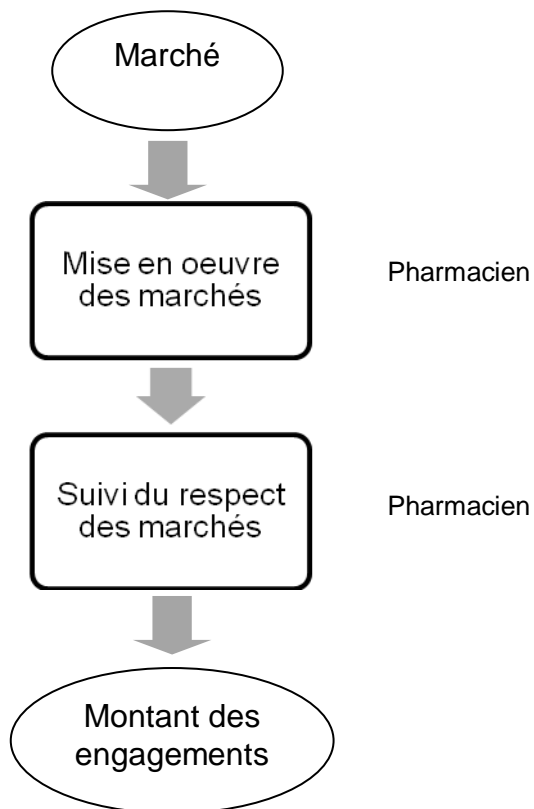 Marché
Mise en oeuvre
des marchés
Pharmacien
Suivi du respect
des marchés
Pharmacien
Montant des
engagements